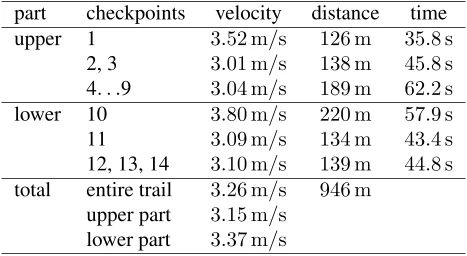 part checkpoints velocity distance time
upper 1 3.52 m/s 126 m 35.8 s
2, 3 3.01 m/s 138 m 45.8 s
4...9 3.04 m/s 189 m 62.2 s
lower 10 3.80 m/s 220 m 57.9 s
11 3.09 m/s 134 m 43.4 s
12, 13, 14 3.10 m/s 139 m 44.8 s
total entire trail 3.26 m/s 946 m
upper part 3.15 m/s
lower part 3.37 m/s